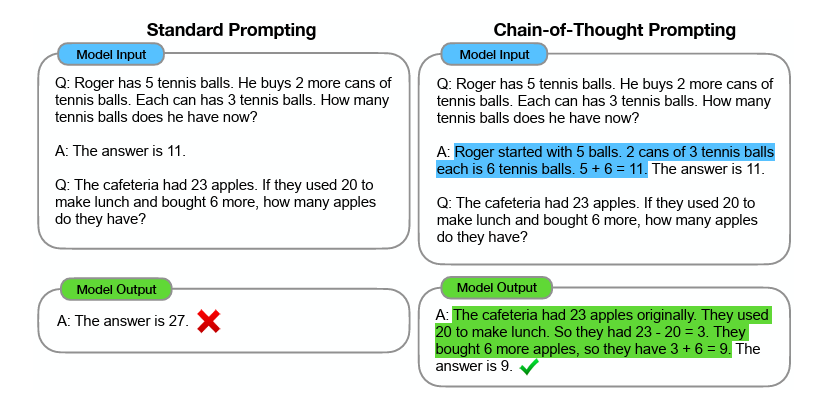 Standard Prompting
Model Input
Q: Roger has 5 tennis balls. He buys 2 more cans of
tennis balls. Each can has 3 tennis balls. How many
tennis balls does he have now?
A: The answer is 11.
Q: The cafeteria had 23 apples. If they used 20 to
make lunch and bought 6 more, how many apples
do they have?
Model Output
A: The answer is 27.
Chain-of-Thought Prompting
Model Input
Q: Roger has 5 tennis balls. He buys 2 more cans of
tennis balls. Each can has 3 tennis balls. How many
tennis balls does he have now?
A: Roger started with 5 balls. 2 cans of 3 tennis balls
each is 6 tennis balls. 5 + 6 = 11. The answer is 11.
Q: The cafeteria had 23 apples. If they used 20 to
make lunch and bought 6 more, how many apples
do they have?
Model Output
A: The cafeteria had 23 apples originally. They used
20 to make lunch. So they had 23 - 20 = 3. They
bought 6 more apples, so they have 3 + 6 = 9. The
answer is 9.